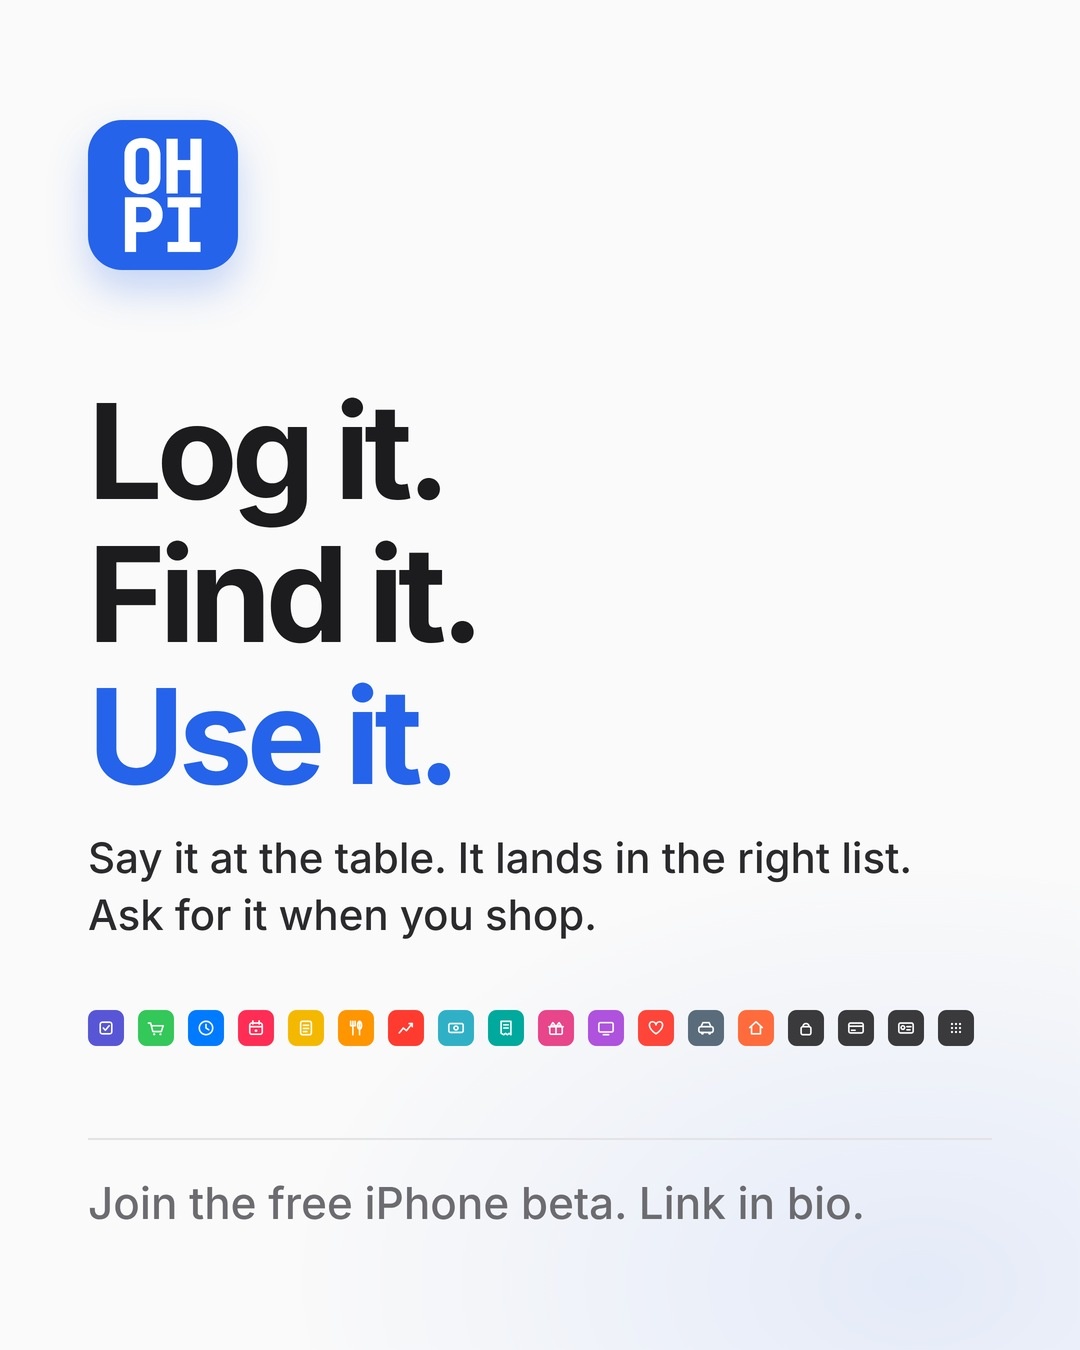 OH
PI
Log it.
Find it.
Use it.
Say it at the table. It lands in the right list.
Ask for it when you shop.
Join the free iPhone beta. Link in bio.